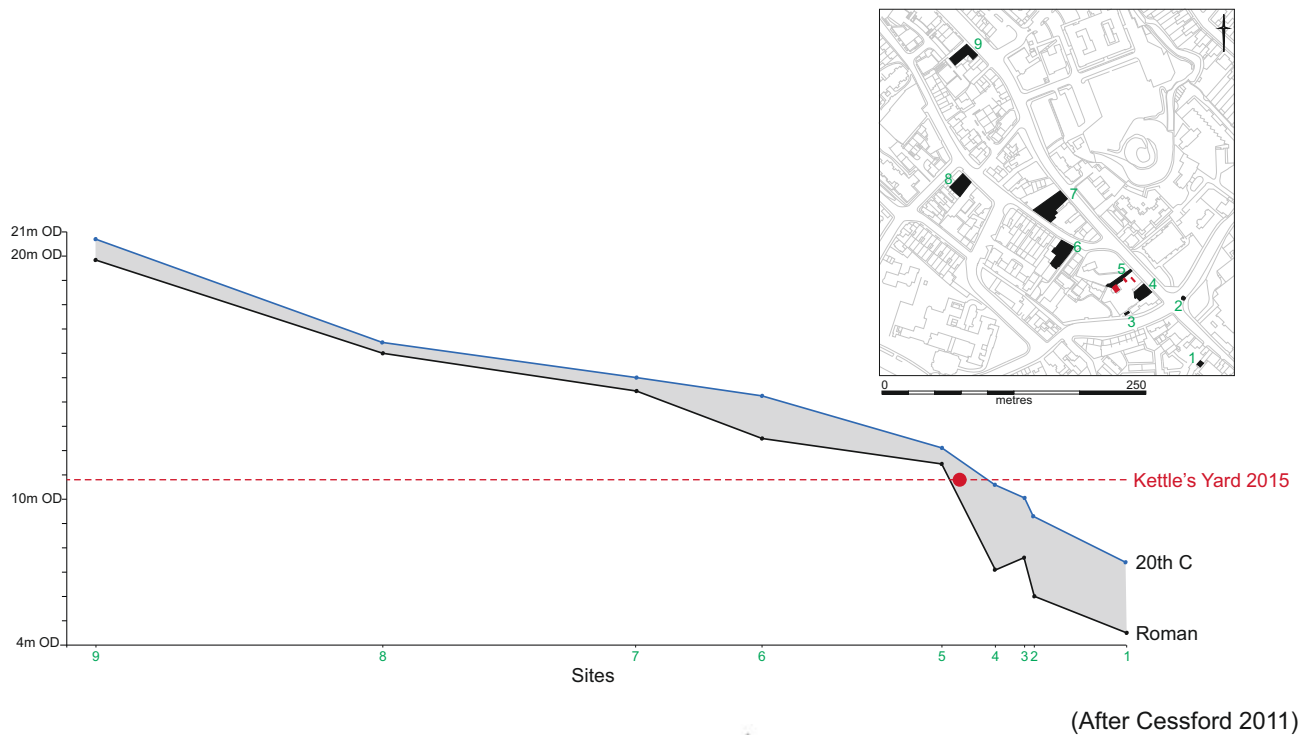 9
8
7
6
5
4
3
2
1
0
250
metres
21m OD
20m OD
10m OD
4m OD
Kettle's Yard 2015
20th C
Roman
9 8 7 6 5 4 3 2 1
Sites
(After Cessford 2011)